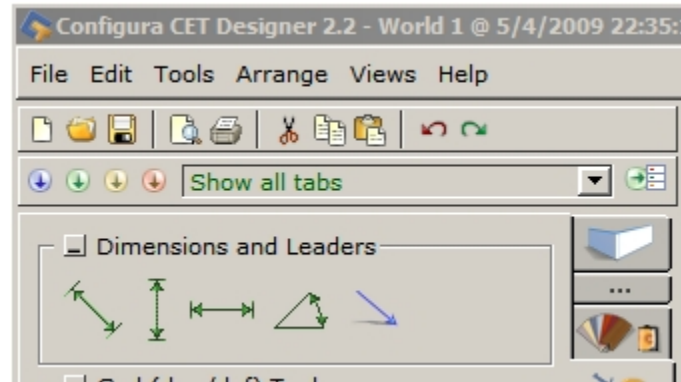 Configura CET Designer 2.2 - World 1 @ 5/4/2009 22:35:
File Edit Tools Arrange Views Help
Show all tabs
Dimensions and Leaders
...